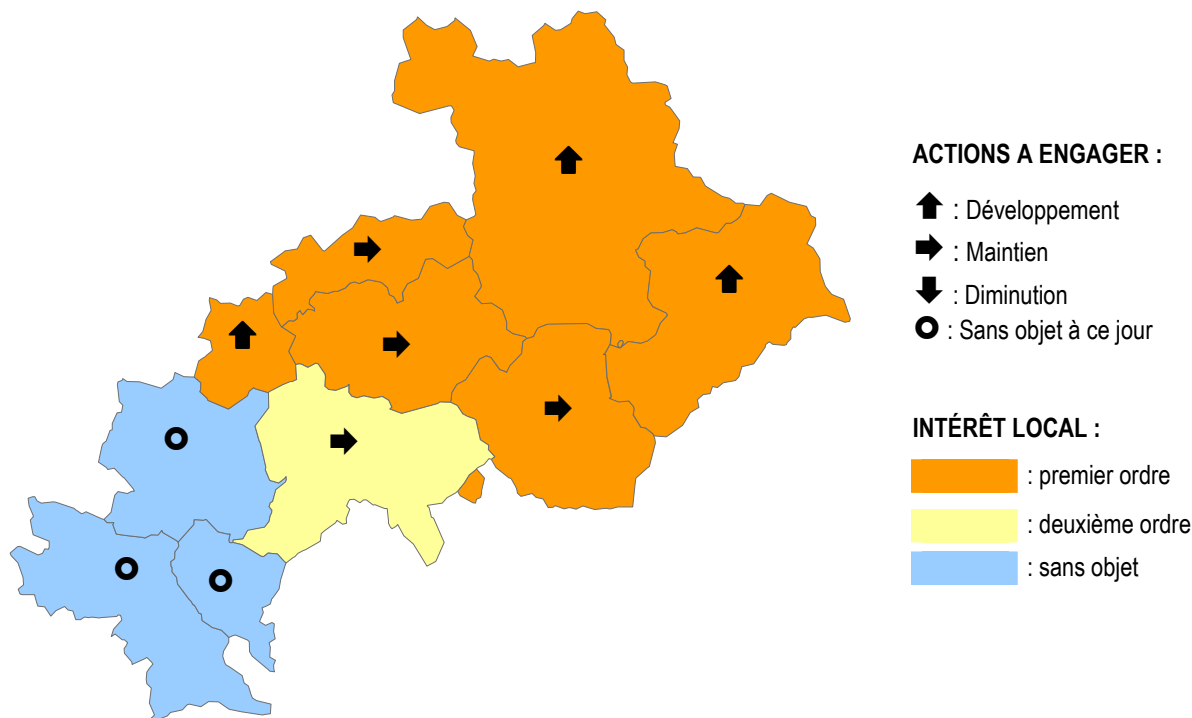 ACTIONS A ENGAGER :
: Développement
: Maintien
: Diminution
: Sans objet à ce jour
INTÉRÊT LOCAL :
: premier ordre
: deuxième ordre
: sans objet